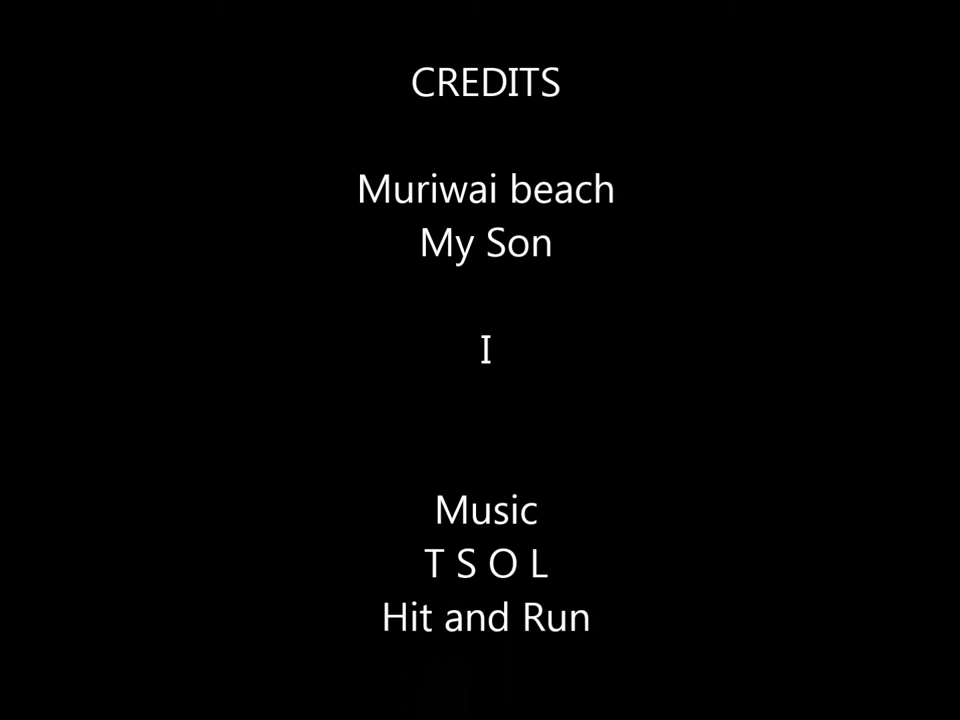 CREDITS
Muriwai beach
My Son
I
Music
T S O L
Hit and Run